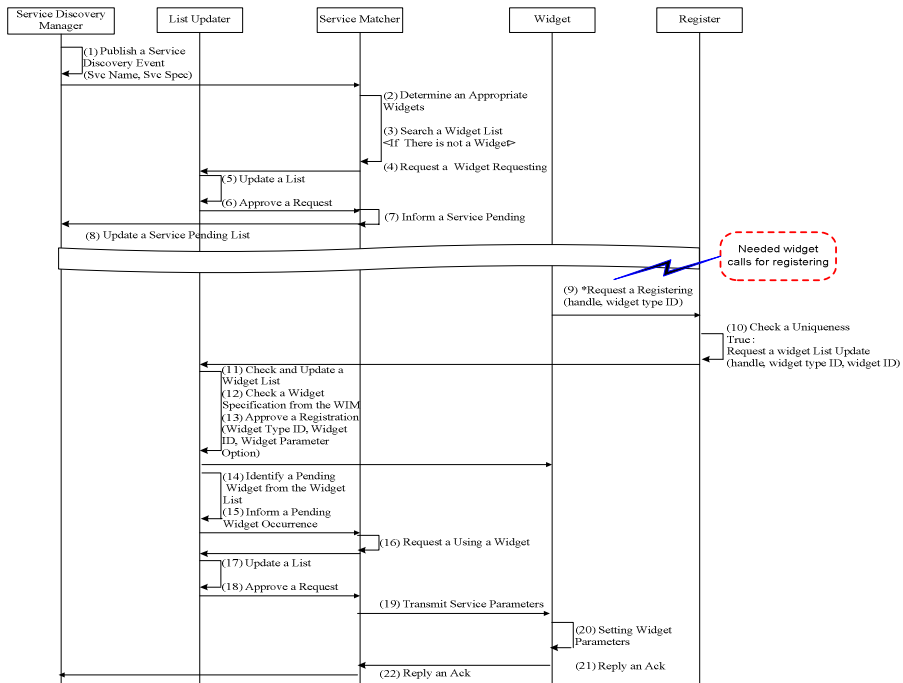 Service Discovery
Manager
List Updater
Service Matcher
Widget
Register
(1) Publish a Service
Discovery Event
(Svc Name, Svc Spec)
(2) Determine an Appropriate
Widgets
(3) Search a Widget List
<If There is not a Widget>
(4) Request a Widget Requesting
(5) Update a List
(6) Approve a Request
(7) Inform a Service Pending
(8) Update a Service Pending List
Needed widget
calls for registering
(9) *Request a Registering
(handle, widget type ID)
(10) Check a Uniqueness
True:
Request a widget List Update
(handle, widget type ID, widget ID)
(11) Check and Update a
Widget List
(12) Check a Widget
Specification from the WIM
(13) Approve a Registration
(Widget Type ID, Widget
ID, Widget Parameter
Option)
(14) Identify a Pending
Widget from the Widget
List
(15) Inform a Pending
Widget Occurrence
(16) Request a Using a Widget
(17) Update a List
(18) Approve a Request
(19) Transmit Service Parameters
(20) Setting Widget
Parameters
(21) Reply an Ack
(22) Reply an Ack